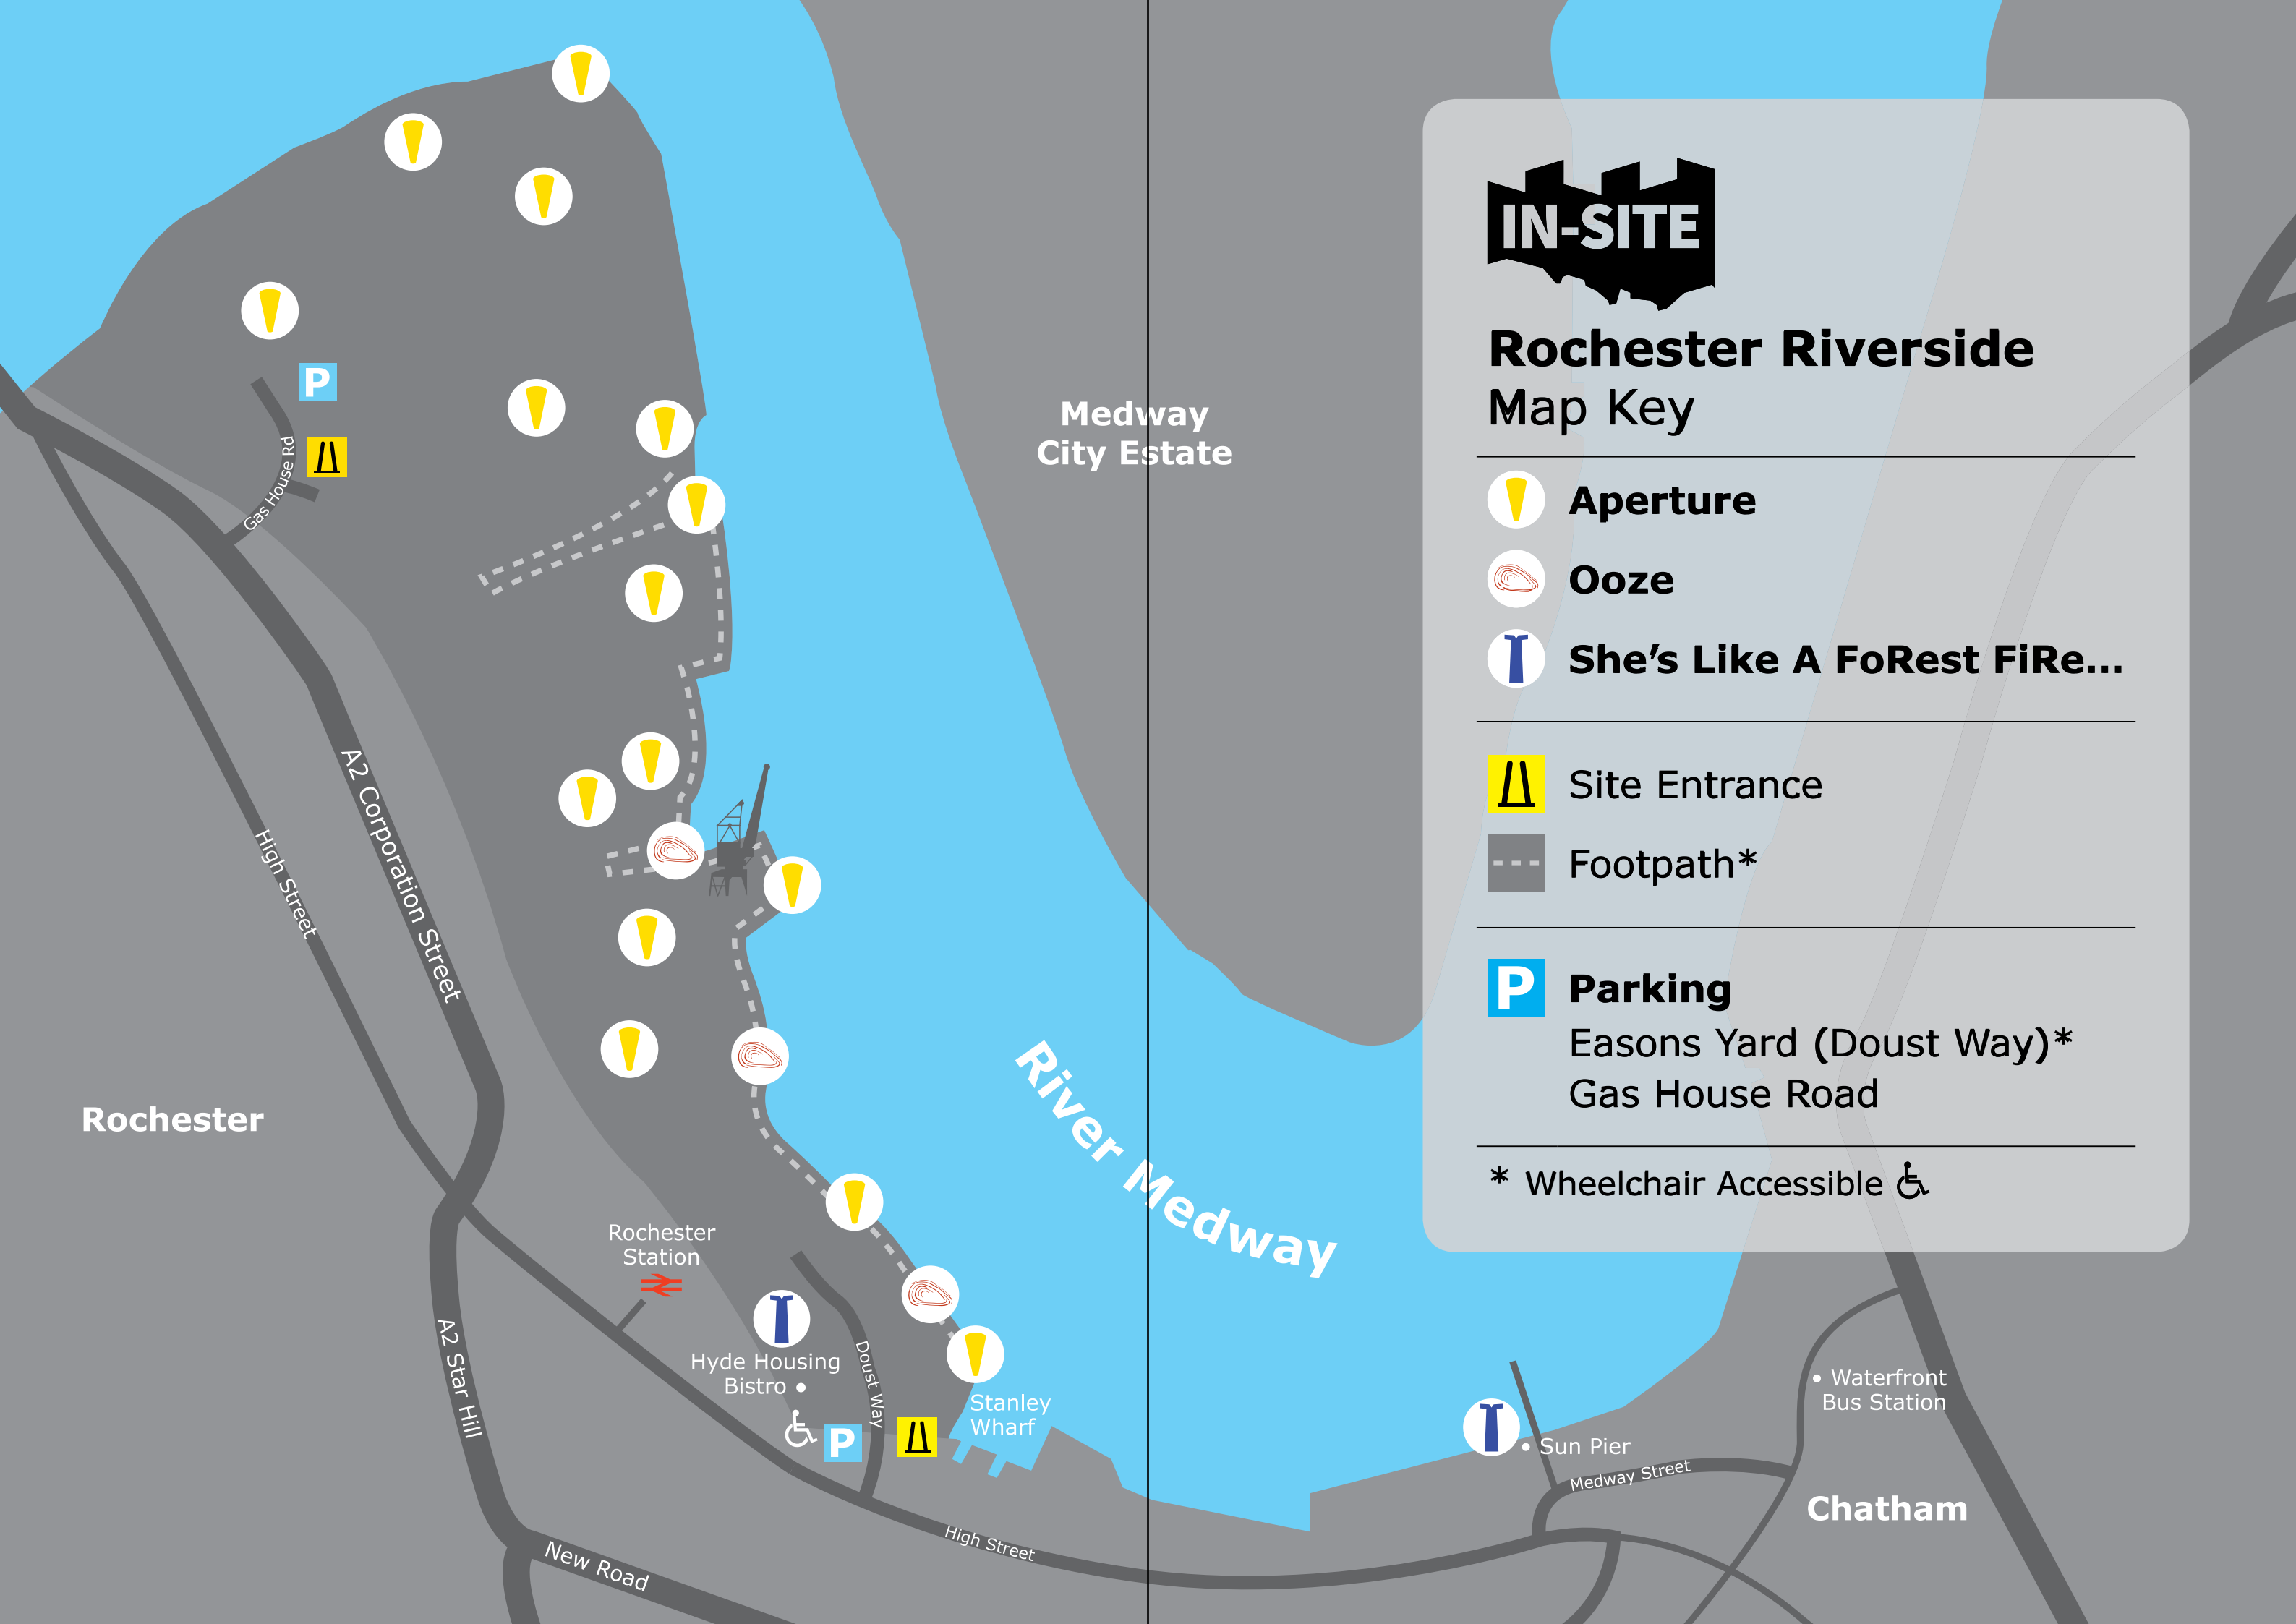 Medway
City Estate
P
Gas House Rd
A2 Corporation Street
High Street
Rochester
River Medway
Rochester
Station
Hyde Housing
Bistro
Doust Way
P
Stanley
Wharf
A2 Star Hill
New Road
High Street
Sun Pier
Medway Street
Waterfront
Bus Station
Chatham
IN-SITE
Rochester Riverside
Map Key
Aperture
Ooze
She’s Like A FoRest FiRe...
Site Entrance
Footpath*
P
Parking
Easons Yard (Doust Way)*
Gas House Road
* Wheelchair Accessible